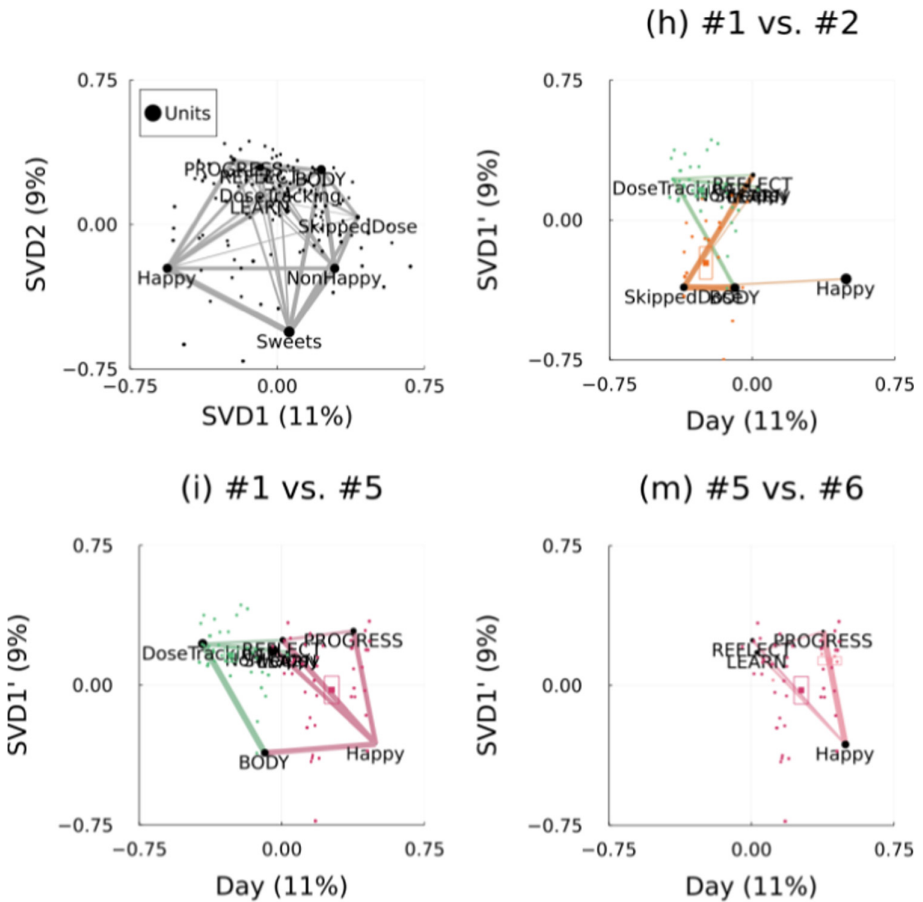 (h) #1 vs. #2
0.75
Units
PROGRESS
REFLECT
BODY
DoseTracking
LEARN
SkippedDose
Happy
NonHappy
Sweets
0.00
−0.75
−0.75 0.00 0.75
SVD1 (11%)
SVD2 (9%)
0.75
DoseTracking
REFLECT
SkippedDose
BODY
Happy
0.00
−0.75
−0.75 0.00 0.75
Day (11%)
SVD1' (9%)
(i) #1 vs. #5
0.75
PROGRESS
DoseTracking
REFLECT
BODY
Happy
0.00
−0.75
−0.75 0.00 0.75
Day (11%)
SVD1' (9%)
(m) #5 vs. #6
0.75
PROGRESS
REFLECT
LEARN
Happy
0.00
−0.75
−0.75 0.00 0.75
Day (11%)
SVD1' (9%)